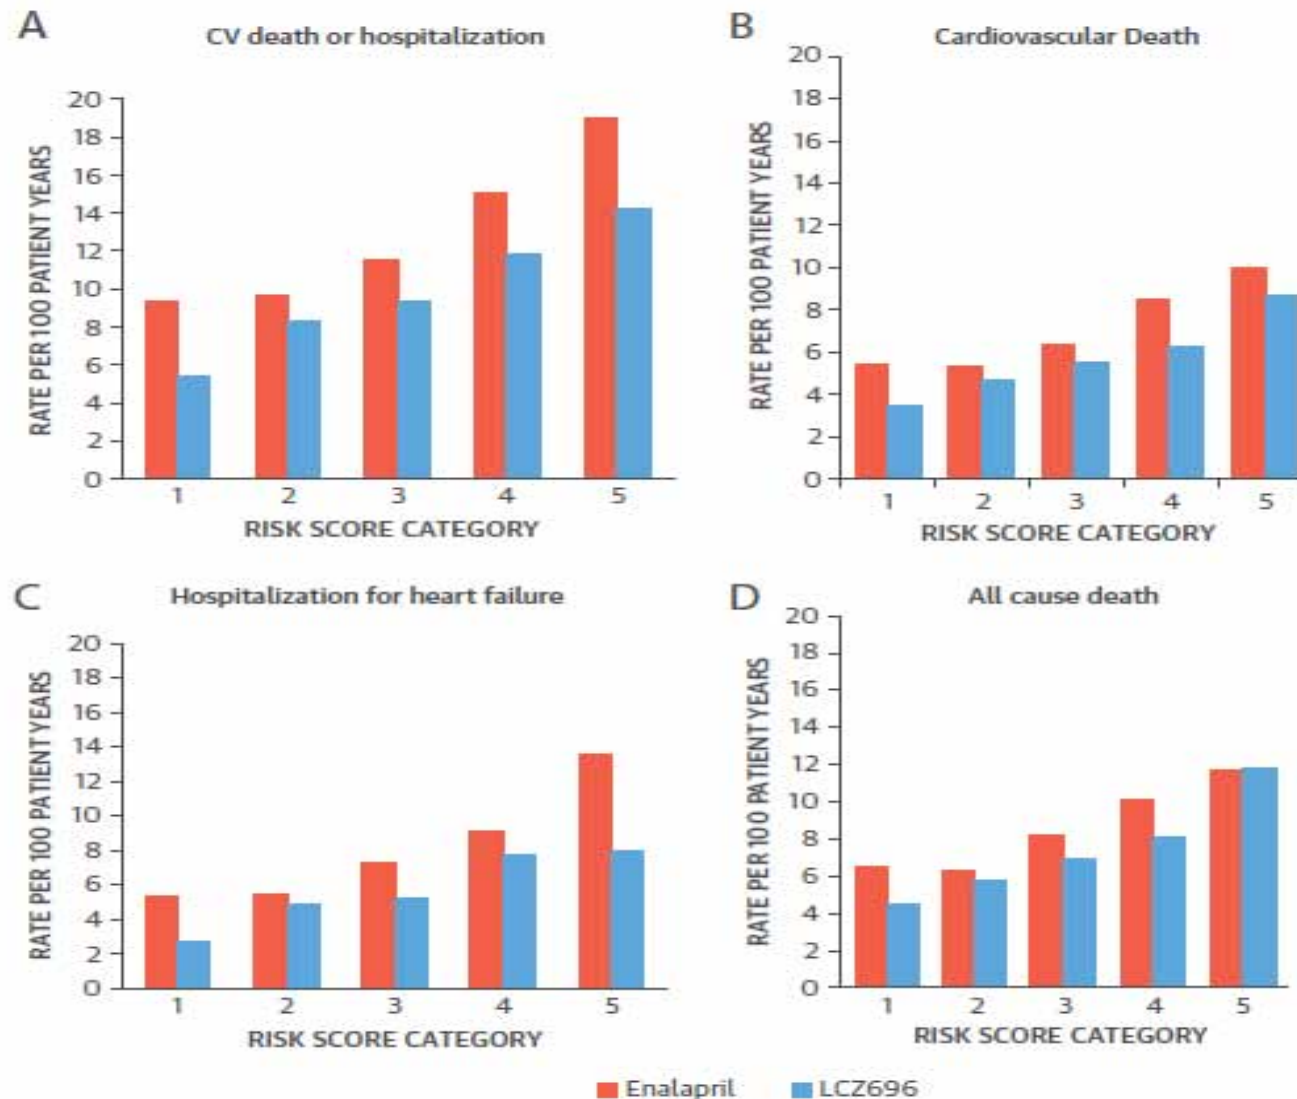 A
CV death or hospitalization
RATE PER 100 PATIENT YEARS
20
18
16
14
12
10
8
6
4
2
0
1 2 3 4 5
RISK SCORE CATEGORY
B
Cardiovascular Death
RATE PER 100 PATIENT YEARS
20
18
16
14
12
10
8
6
4
2
0
1 2 3 4 5
RISK SCORE CATEGORY
C
Hospitalization for heart failure
RATE PER 100 PATIENT YEARS
20
18
16
14
12
10
8
6
4
2
0
1 2 3 4 5
RISK SCORE CATEGORY
D
All cause death
RATE PER 100 PATIENT YEARS
20
18
16
14
12
10
8
6
4
2
0
1 2 3 4 5
RISK SCORE CATEGORY
Enalapril LCZ696